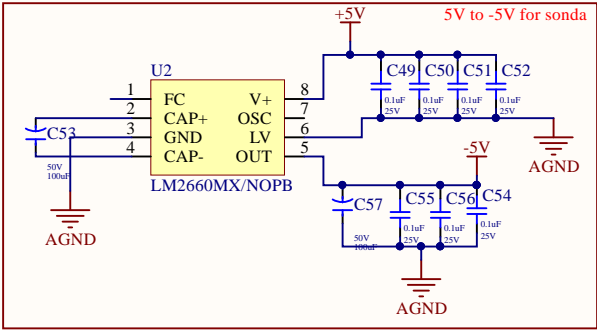 +5V
5V to -5V for sonda
U2
C49
C50
C51
C52
0.1uF
25V
0.1uF
25V
0.1uF
25V
0.1uF
25V
1
FC
V+
8
2
CAP+
OSC
7
C53
3
GND
LV
6
4
CAP-
OUT
5
50V
100uF
LM2660MX/NOPB
AGND
-5V
AGND
C57
C55
C56
C54
50V
100uF
0.1uF
25V
0.1uF
25V
0.1uF
25V
AGND